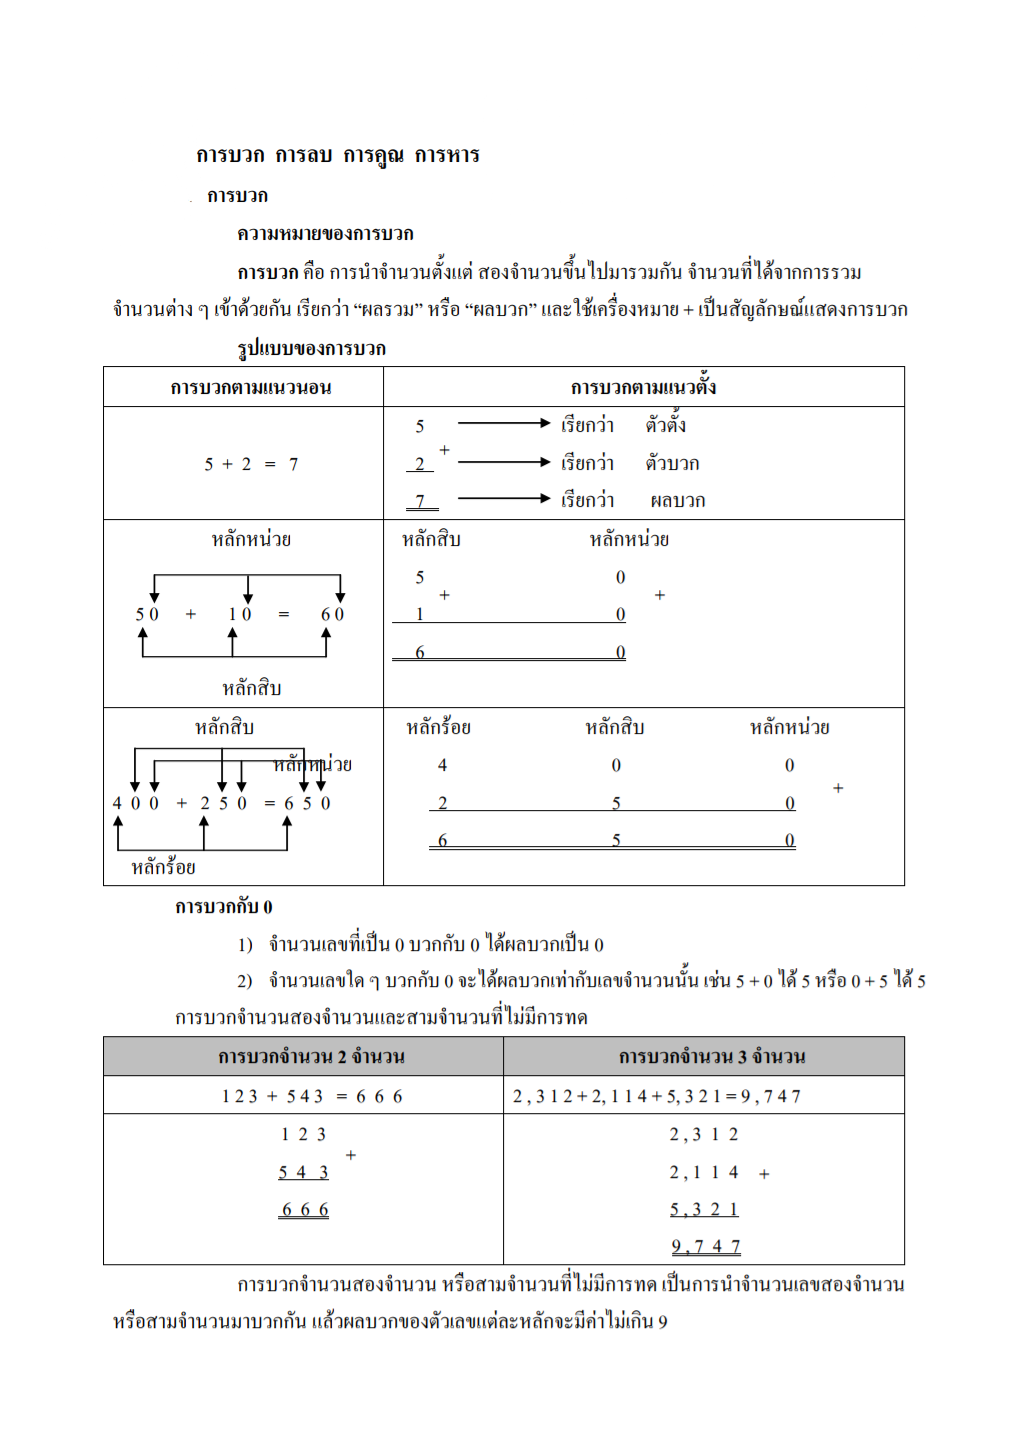 การบวก การลบ การคูณ การหาร
การบวก
ความหมายของการบวก
การบวก คือ การนำจำนวนตั้งแต่ สองจำนวนขึ้นไปมารวมกัน จำนวนที่ได้จากการรวม
จำนวนต่าง ๆ เข้าด้วยกัน เรียกว่า “ผลรวม” หรือ “ผลบวก” และใช้เครื่องหมาย + เป็นสัญลักษณ์แสดงการบวก
รูปแบบของการบวก
การบวกตามแนวนอน การบวกตามแนวตั้ง
5 + 2 = 7
5 เรียกว่า ตัวตั้ง
+
2 เรียกว่า ตัวบวก
7 เรียกว่า ผลบวก
หลักหน่วย
5 0 + 1 0 = 6 0
หลักสิบ
หลักสิบ หลักหน่วย
5 0
+ +
1 0
6 0
หลักสิบ
หลักหน่วย
4 0 0 + 2 5 0 = 6 5 0
หลักร้อย
หลักร้อย หลักสิบ หลักหน่วย
4 0 0
+
2 5 0
6 5 0
การบวกกับ 0
1) จำนวนเลขที่เป็น 0 บวกกับ 0 ได้ผลบวกเป็น 0
2) จำนวนเลขใด ๆ บวกกับ 0 จะได้ผลบวกเท่ากับเลขจำนวนนั้น เช่น 5 + 0 ได้ 5 หรือ 0 + 5 ได้ 5
การบวกจำนวนสองจำนวนและสามจำนวนที่ไม่มีการทด
การบวกจำนวน 2 จำนวน การบวกจำนวน 3 จำนวน
1 2 3 + 5 4 3 = 6 6 6 2 , 3 1 2 + 2, 1 1 4 + 5, 3 2 1 = 9 , 7 4 7
1 2 3
+
5 4 3
6 6 6
2 , 3 1 2
2 , 1 1 4 +
5 , 3 2 1
9 , 7 4 7
การบวกจำนวนสองจำนวน หรือสามจำนวนที่ไม่มีการทด เป็นการนำจำนวนเลขสองจำนวน
หรือสามจำนวนมาบวกกัน แล้วผลบวกของตัวเลขแต่ละหลักจะมีค่าไม่เกิน 9